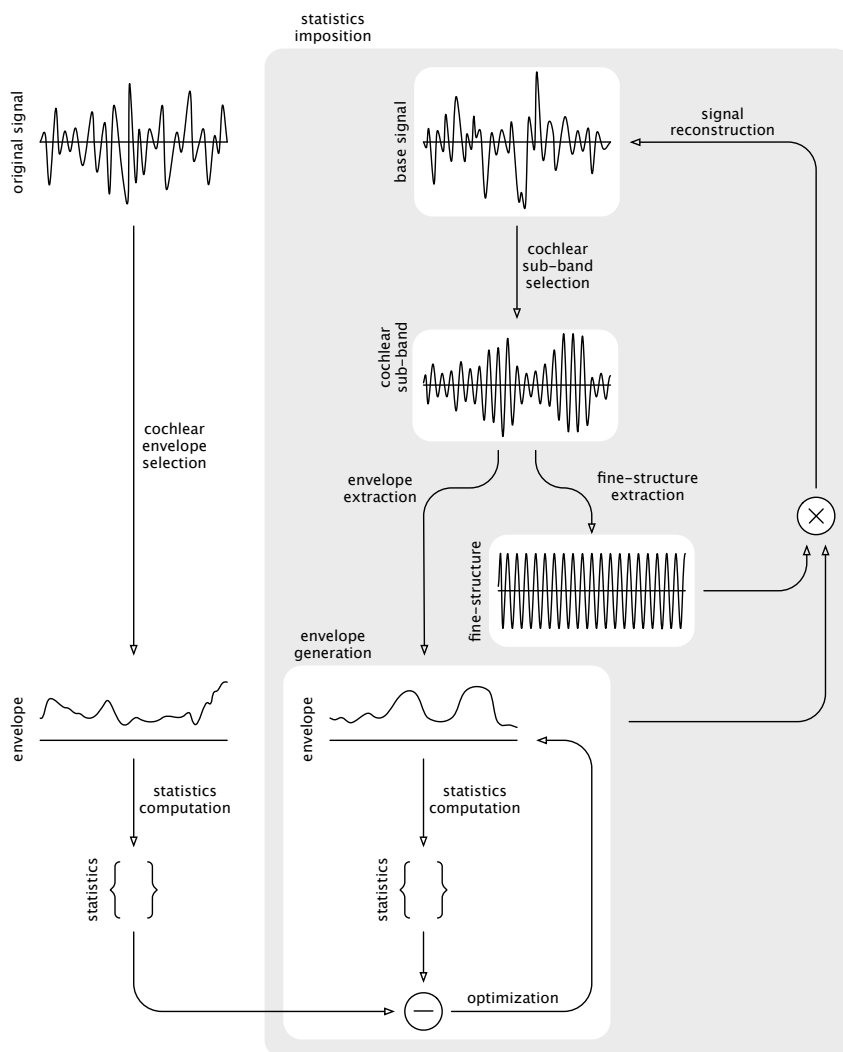 statistics
imposition
original signal
base signal
signal
reconstruction
cochlear
sub-band
selection
cochlear
sub-band
cochlear
envelope
selection
envelope
extraction
fine-structure
extraction
fine-structure
envelope
generation
envelope
envelope
statistics
computation
statistics
computation
statistics
statistics
optimization